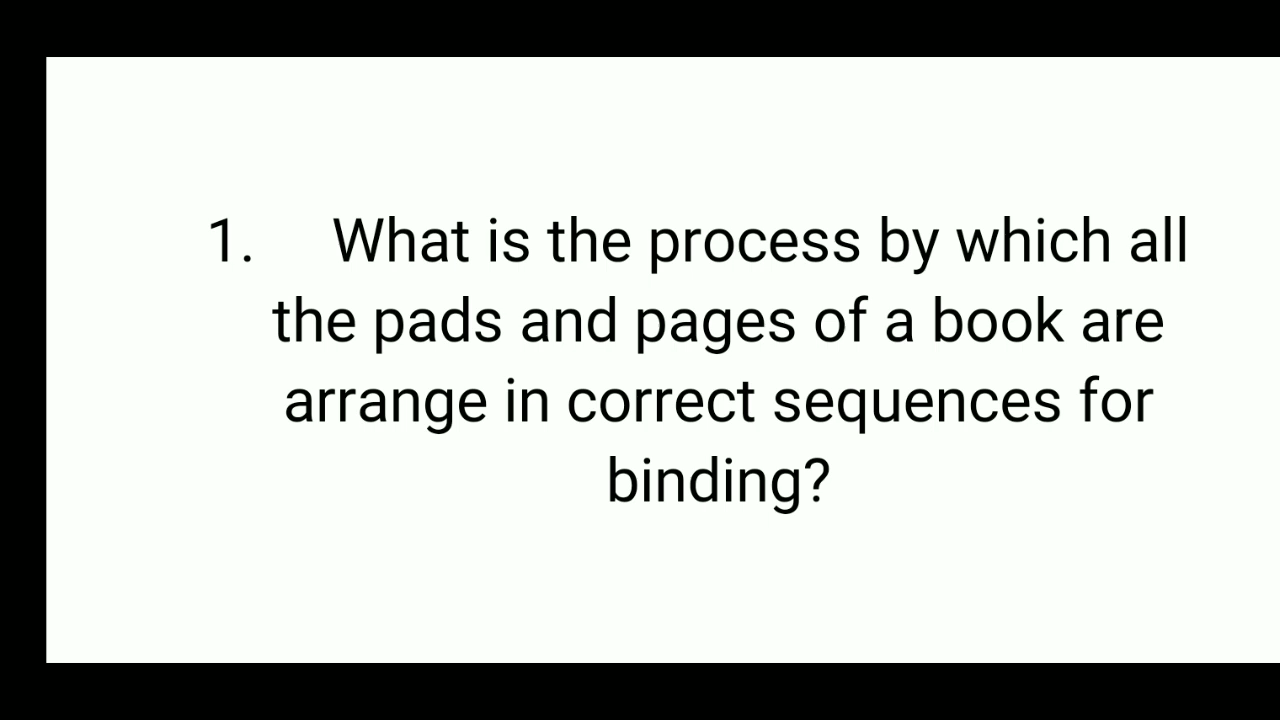 1. What is the process by which all
the pads and pages of a book are
arrange in correct sequences for
binding?